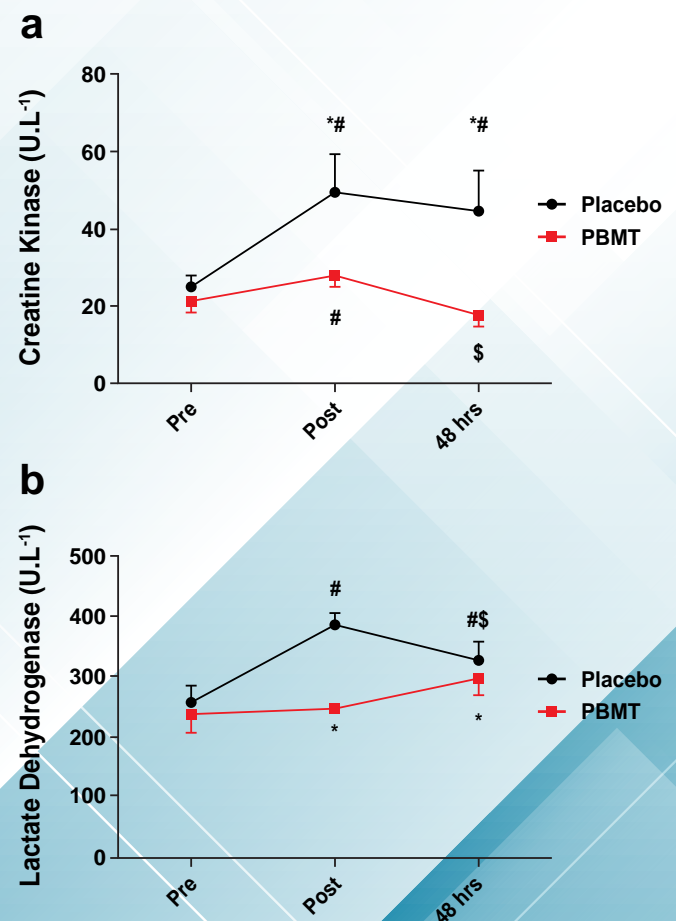 a
Creatine Kinase (U.L⁻¹)
80
60
40
20
0
*#
*#
#
$
Placebo
PBMT
Pre
Post
48 hrs
b
Lactate Dehydrogenase (U.L⁻¹)
500
400
300
200
100
0
#
#$
*
*
Placebo
PBMT
Pre
Post
48 hrs